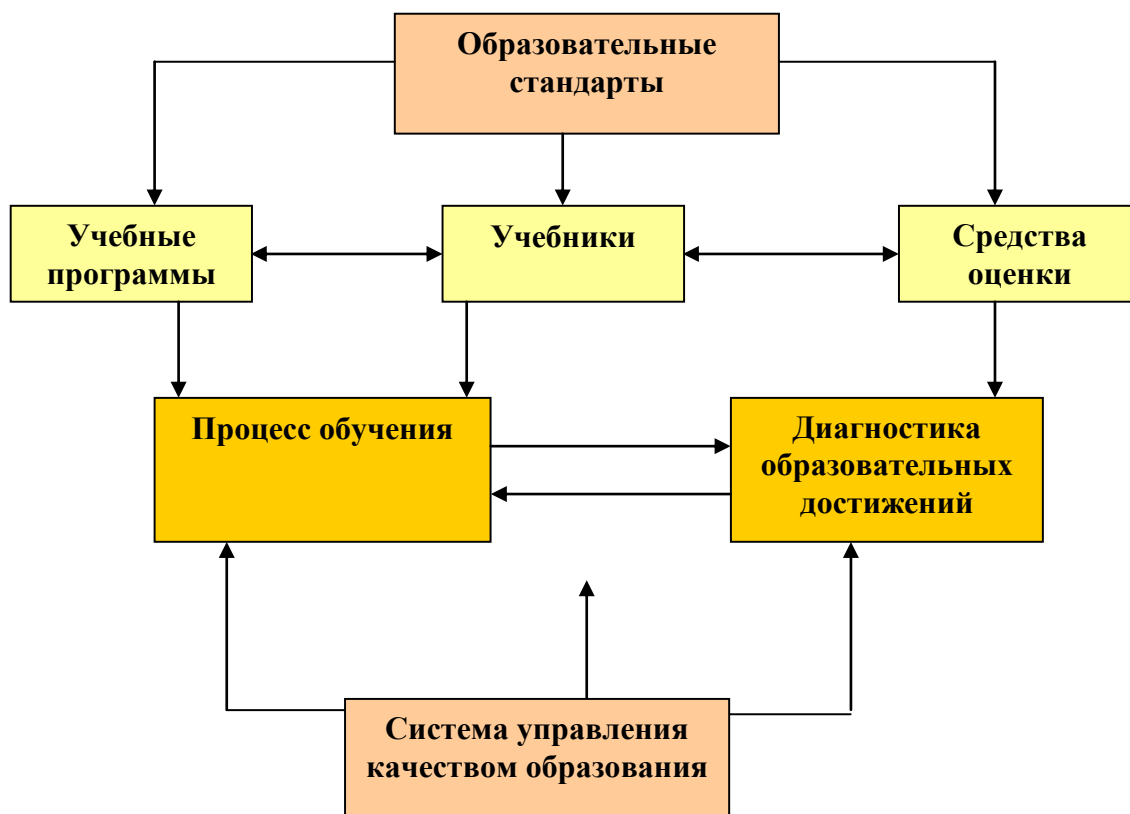 Образовательные
стандарты
Учебные
программы
Учебники
Средства
оценки
Процесс обучения
Диагностика
образовательных
достижений
Система управления
качеством образования